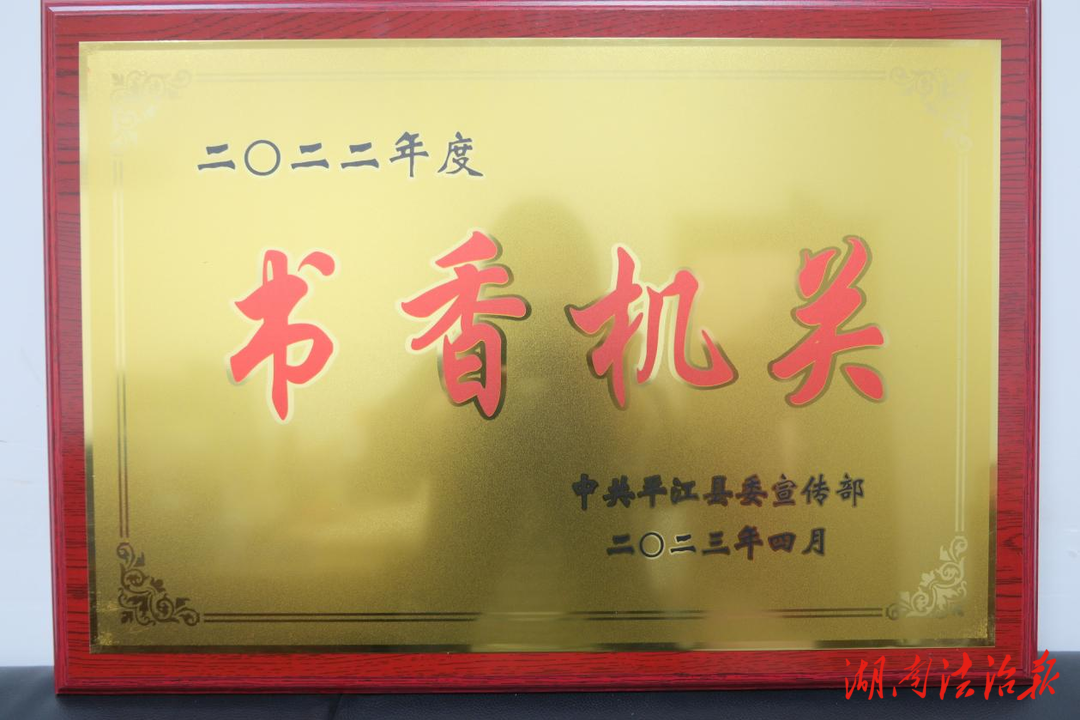 二〇二二年度
书香机关
中共平江县委宣传部
二〇二三年四月
湖南法治报